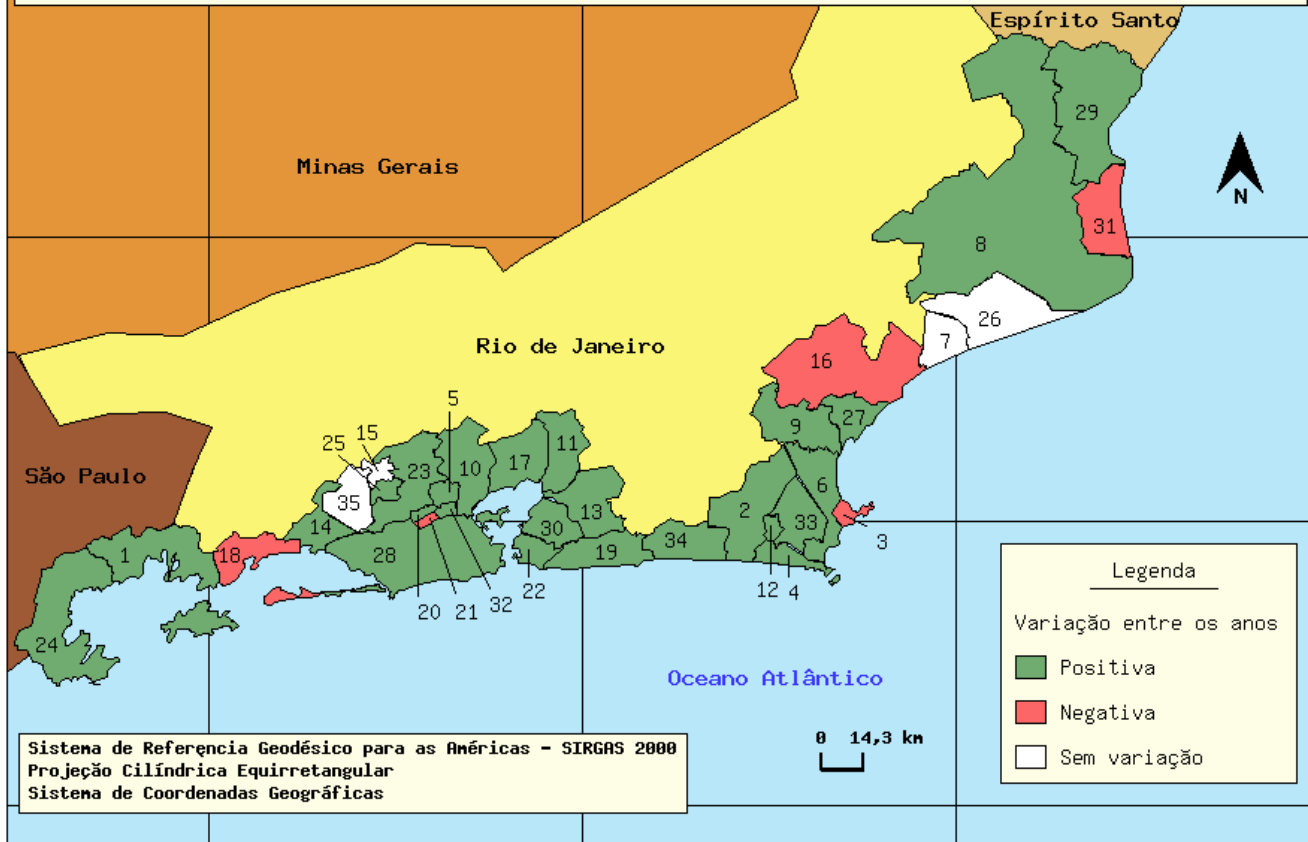 Espírito Santo
29
Minas Gerais
N
31
8
26
7
Rio de Janeiro
16
5
27
15
9
25
11
17
23
10
São Paulo
6
35
2
13
14
30
33
3
1
18
28
19
34
22
12
4
20
21
32
24
Legenda
Variação entre os anos
Positiva
Negativa
Sem variação
Oceano Atlântico
0 14,3 km
Sistema de Referência Geodésico para as Américas - SIRGAS 2000
Projeção Cilíndrica Equirretangular
Sistema de Coordenadas Geográficas